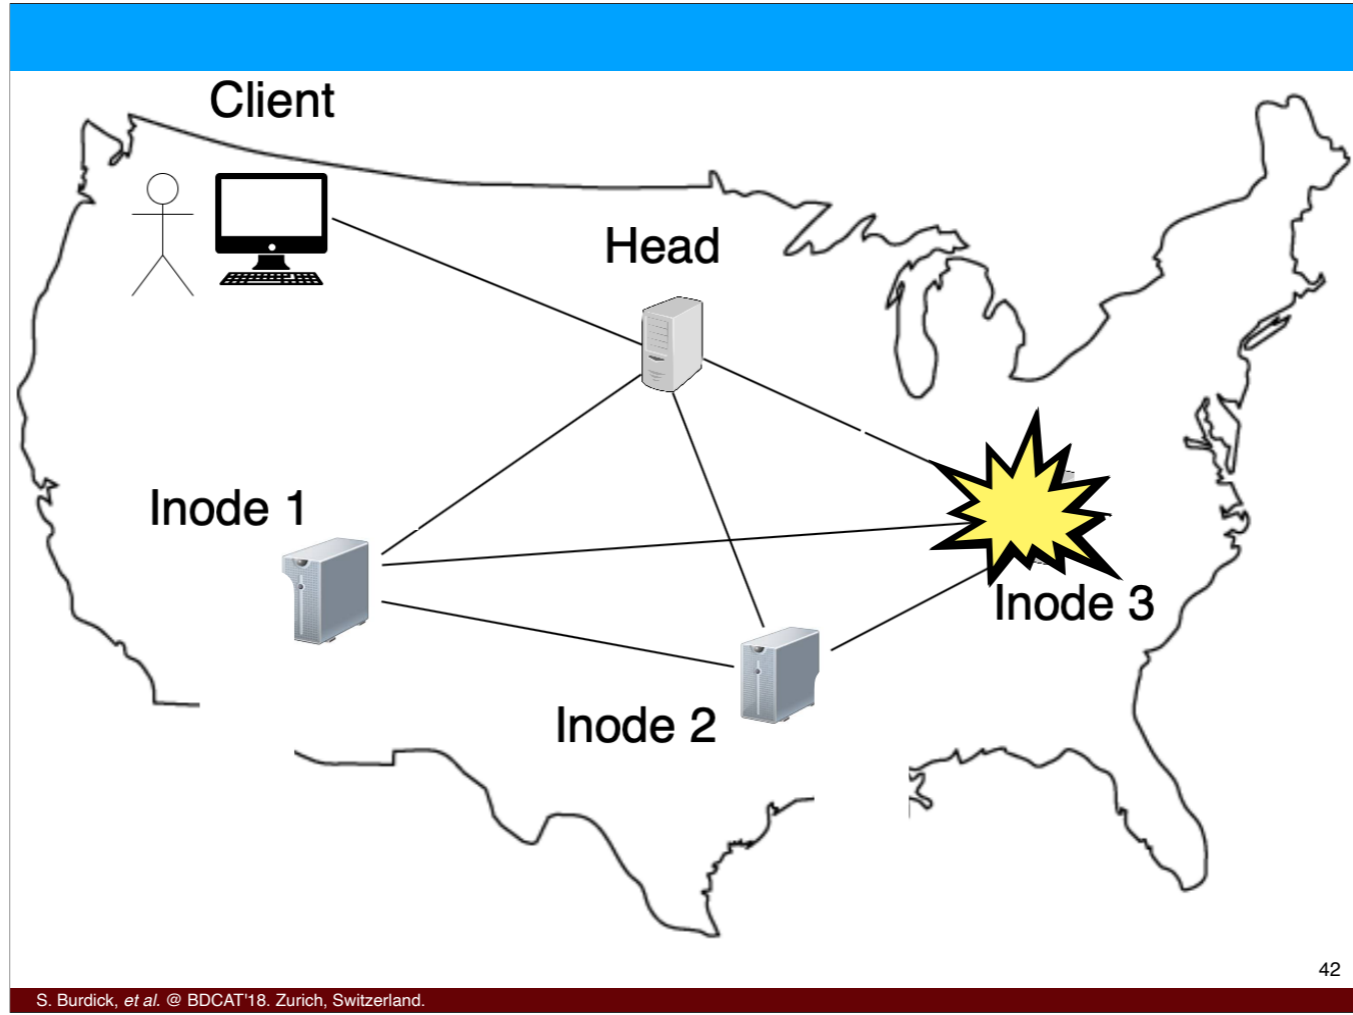 Client
Head
Inode 1
Inode 3
Inode 2
42
S. Burdick, et al. @ BDCAT'18. Zurich, Switzerland.